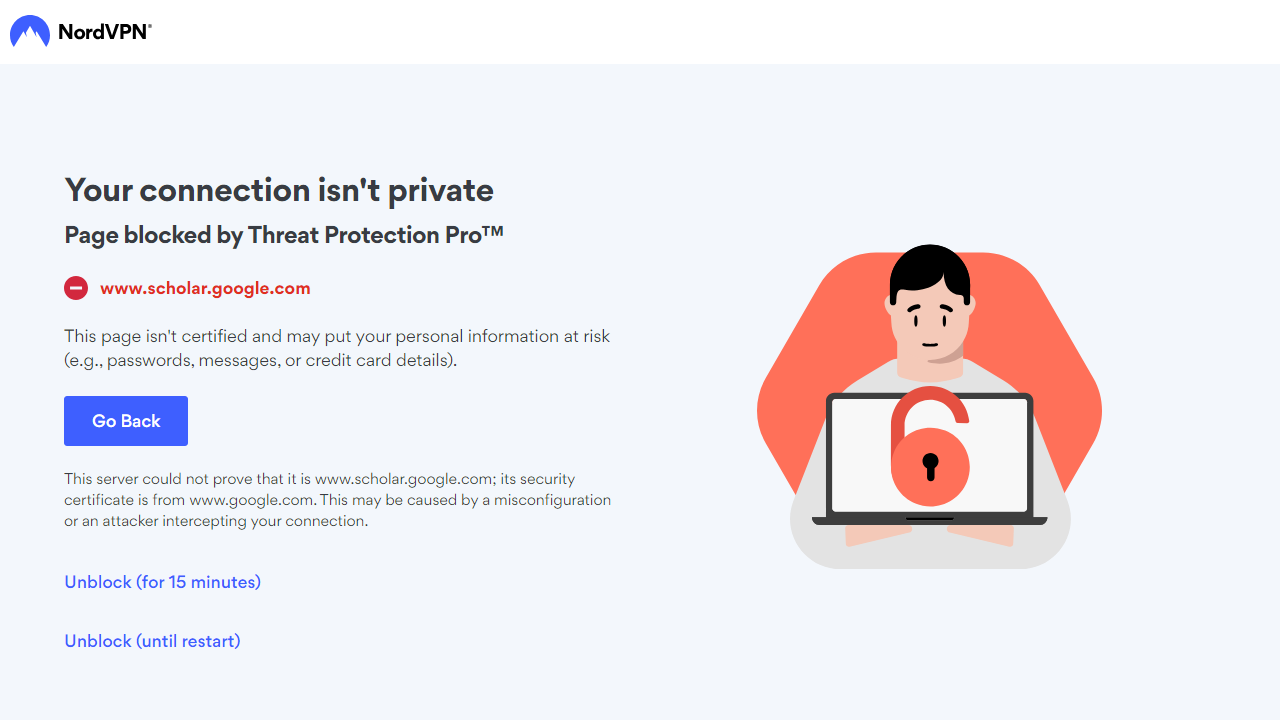 NordVPN®
Your connection isn't private
Page blocked by Threat Protection Pro™
www.scholar.google.com
This page isn't certified and may put your personal information at risk
(e.g., passwords, messages, or credit card details).
Go Back
This server could not prove that it is www.scholar.google.com; its security
certificate is from www.google.com. This may be caused by a misconfiguration
or an attacker intercepting your connection.
Unblock (for 15 minutes)
Unblock (until restart)